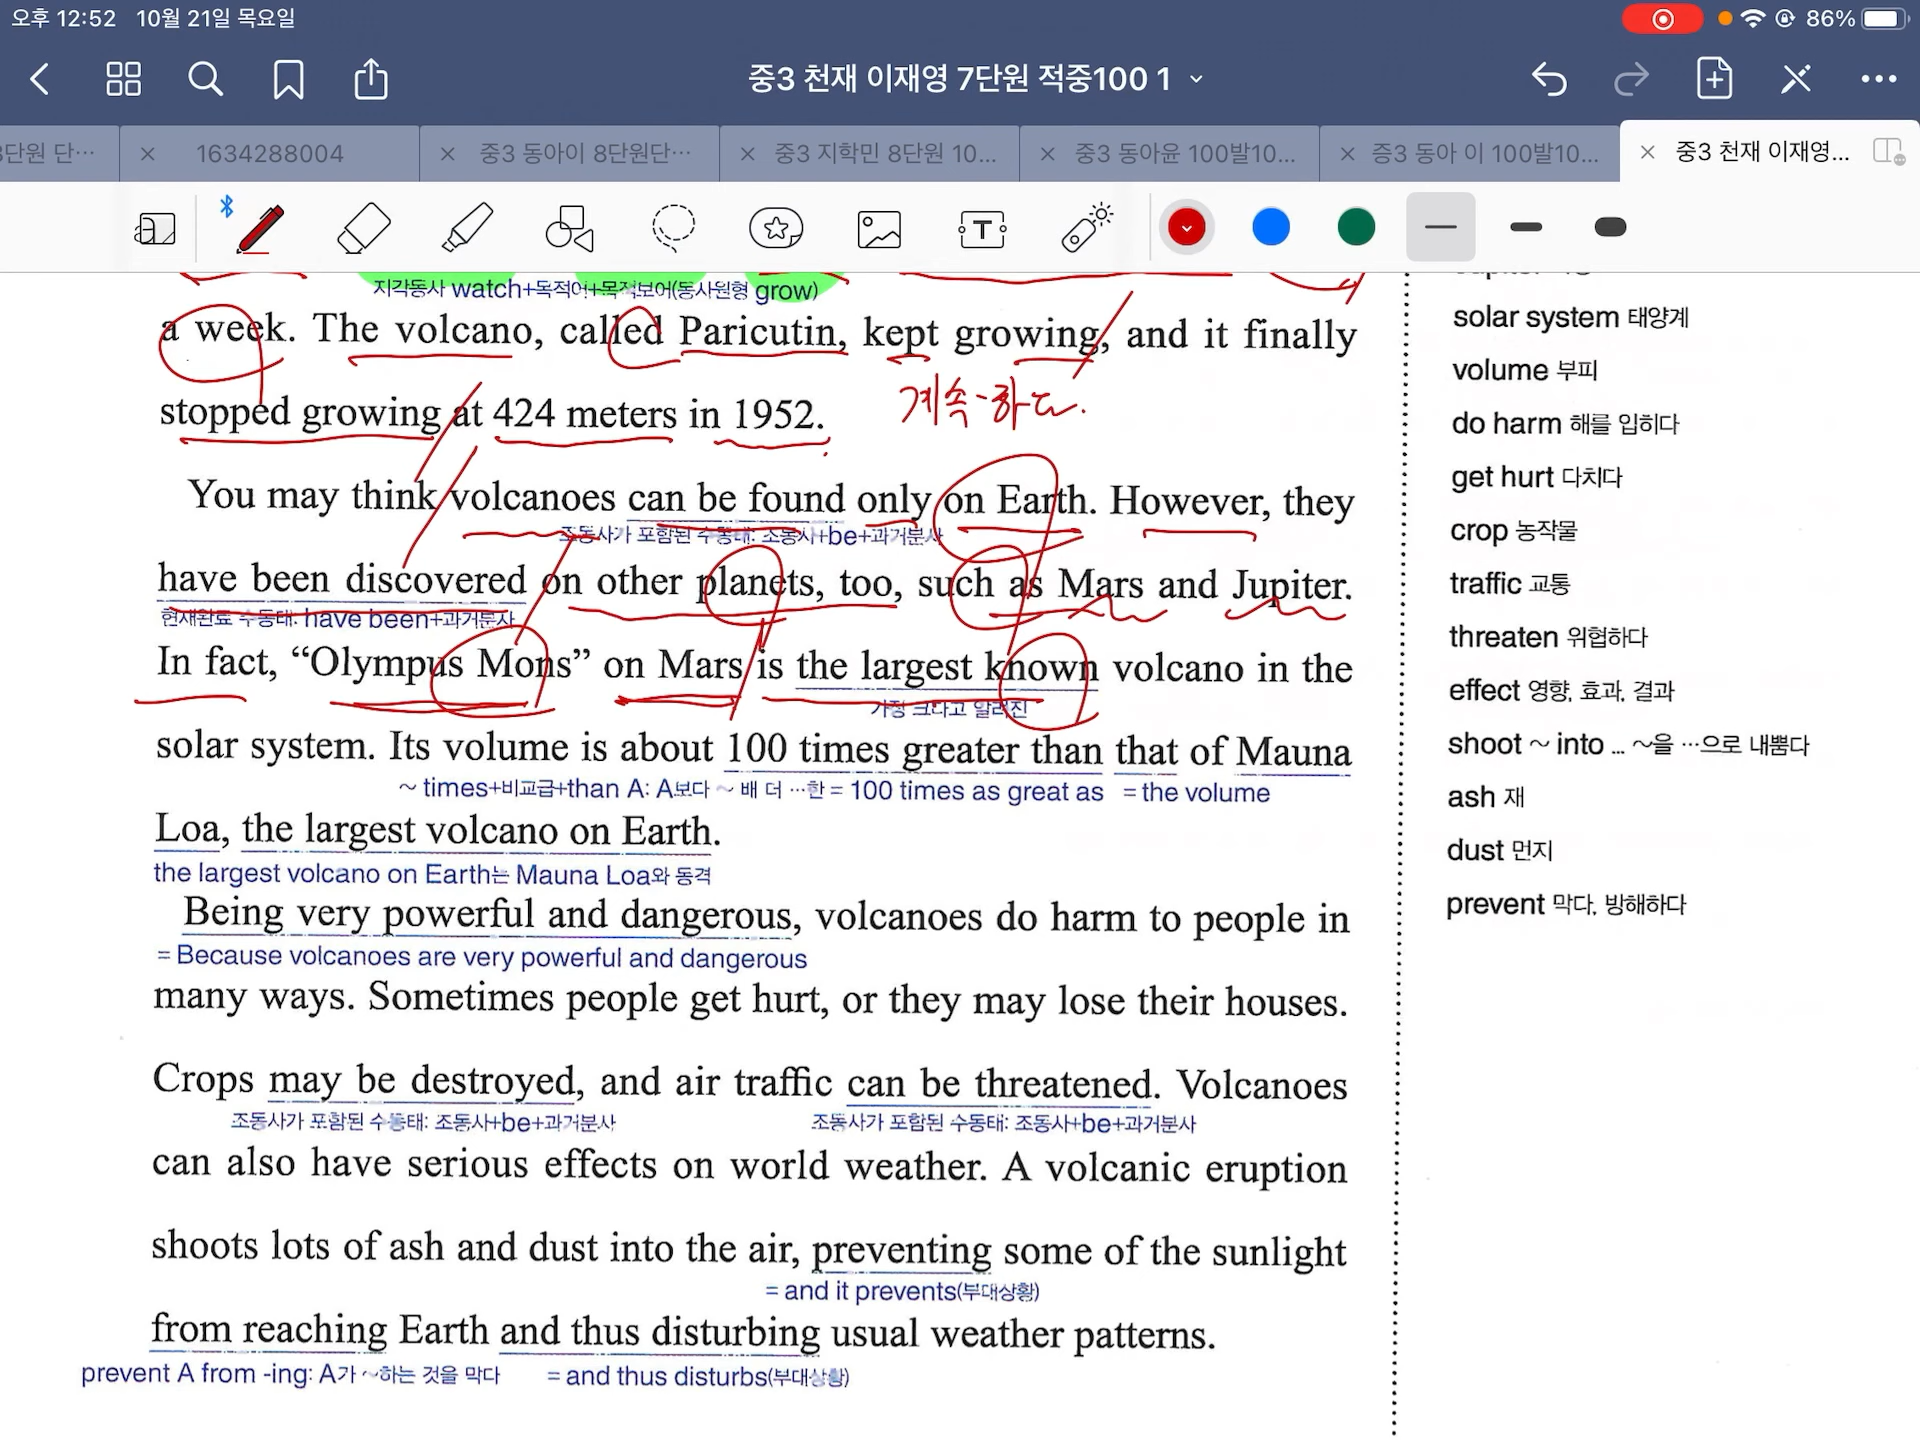 오후 12:52 10월 21일 목요일
86%
중3 천재 이재영 7단원 적중100 1
단원 단… 1634288004 중3 동아이 8단원단… 중3 지학민 8단원 10… 중3 동아윤 100발10… 중3 동아 이 100발10… 중3 천재 이재영…
지각동사 watch+목적어+목적보어(동사원형 grow)
a week. The volcano, called Paricutin, kept growing, and it finally
계속 -하다.
stopped growing at 424 meters in 1952.
You may think volcanoes can be found only on Earth. However, they
조동사가 포함된 수동태: 조동사+be+과거분사
have been discovered on other planets, too, such as Mars and Jupiter.
현재완료 수동태: have been+과거분사
In fact, “Olympus Mons” on Mars is the largest known volcano in the
가장 크다고 알려진
solar system. Its volume is about 100 times greater than that of Mauna
~ times+비교급+than A: A보다 ~ 배 더 …한 = 100 times as great as = the volume
Loa, the largest volcano on Earth.
the largest volcano on Earth는 Mauna Loa와 동격
Being very powerful and dangerous, volcanoes do harm to people in
= Because volcanoes are very powerful and dangerous
many ways. Sometimes people get hurt, or they may lose their houses.
Crops may be destroyed, and air traffic can be threatened. Volcanoes
조동사가 포함된 수동태: 조동사+be+과거분사 조동사가 포함된 수동태: 조동사+be+과거분사
can also have serious effects on world weather. A volcanic eruption
shoots lots of ash and dust into the air, preventing some of the sunlight
= and it prevents(부대상황)
from reaching Earth and thus disturbing usual weather patterns.
prevent A from -ing: A가 ~하는 것을 막다 = and thus disturbs(부대상황)
solar system 태양계
volume 부피
do harm 해를 입히다
get hurt 다치다
crop 농작물
traffic 교통
threaten 위협하다
effect 영향, 효과, 결과
shoot ~ into … ~을 …으로 내뿜다
ash 재
dust 먼지
prevent 막다, 방해하다